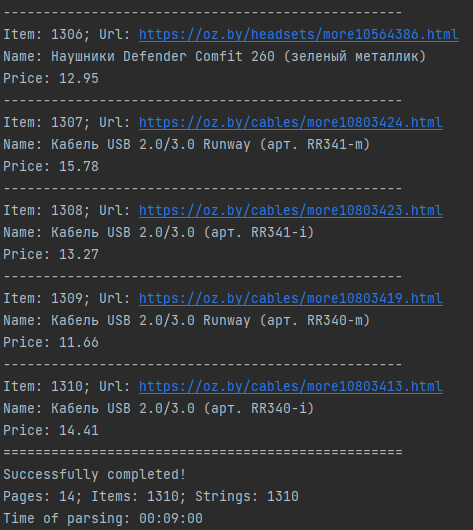 --------------------------------------------------
Item: 1306; Url: https://oz.by/headsets/more10564386.html
Name: Наушники Defender Comfit 260 (зеленый металлик)
Price: 12.95
--------------------------------------------------
Item: 1307; Url: https://oz.by/cables/more10803424.html
Name: Кабель USB 2.0/3.0 Runway (арт. RR341-m)
Price: 15.78
--------------------------------------------------
Item: 1308; Url: https://oz.by/cables/more10803423.html
Name: Кабель USB 2.0/3.0 (арт. RR341-i)
Price: 13.27
--------------------------------------------------
Item: 1309; Url: https://oz.by/cables/more10803419.html
Name: Кабель USB 2.0/3.0 Runway (арт. RR340-m)
Price: 11.66
--------------------------------------------------
Item: 1310; Url: https://oz.by/cables/more10803413.html
Name: Кабель USB 2.0/3.0 (арт. RR340-i)
Price: 14.41
==================================================
Successfully completed!
Pages: 14; Items: 1310; Strings: 1310
Time of parsing: 00:09:00